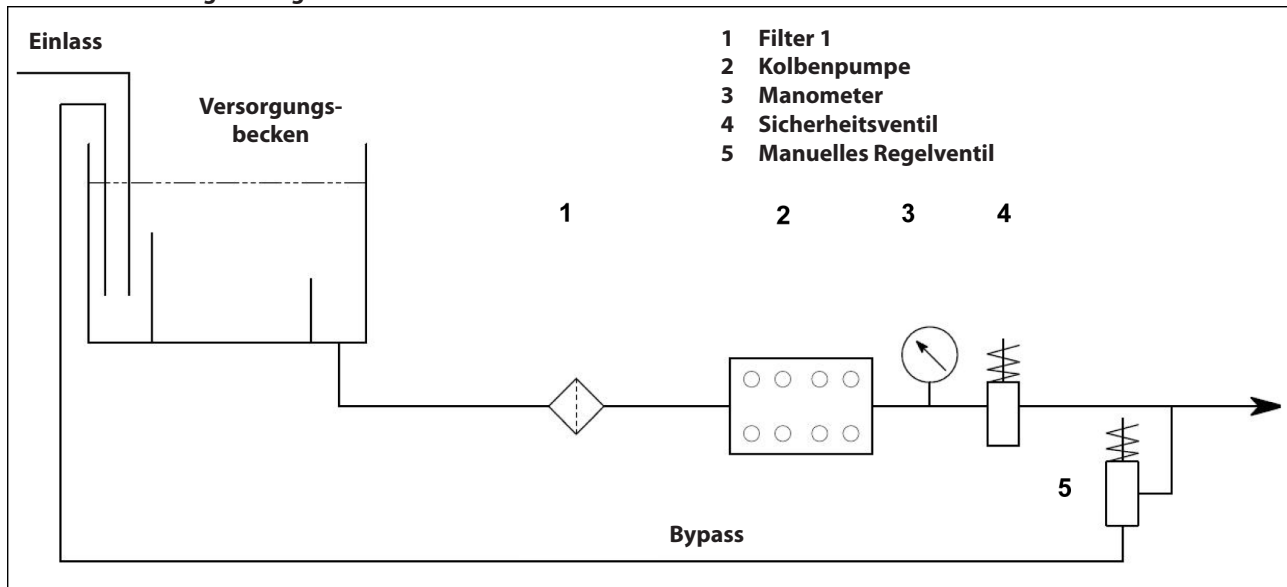 Einlass
Versorgungs-
becken
1 Filter 1
2 Kolbenpumpe
3 Manometer
4 Sicherheitsventil
5 Manuelles Regelventil
1
2
3
4
5
Bypass